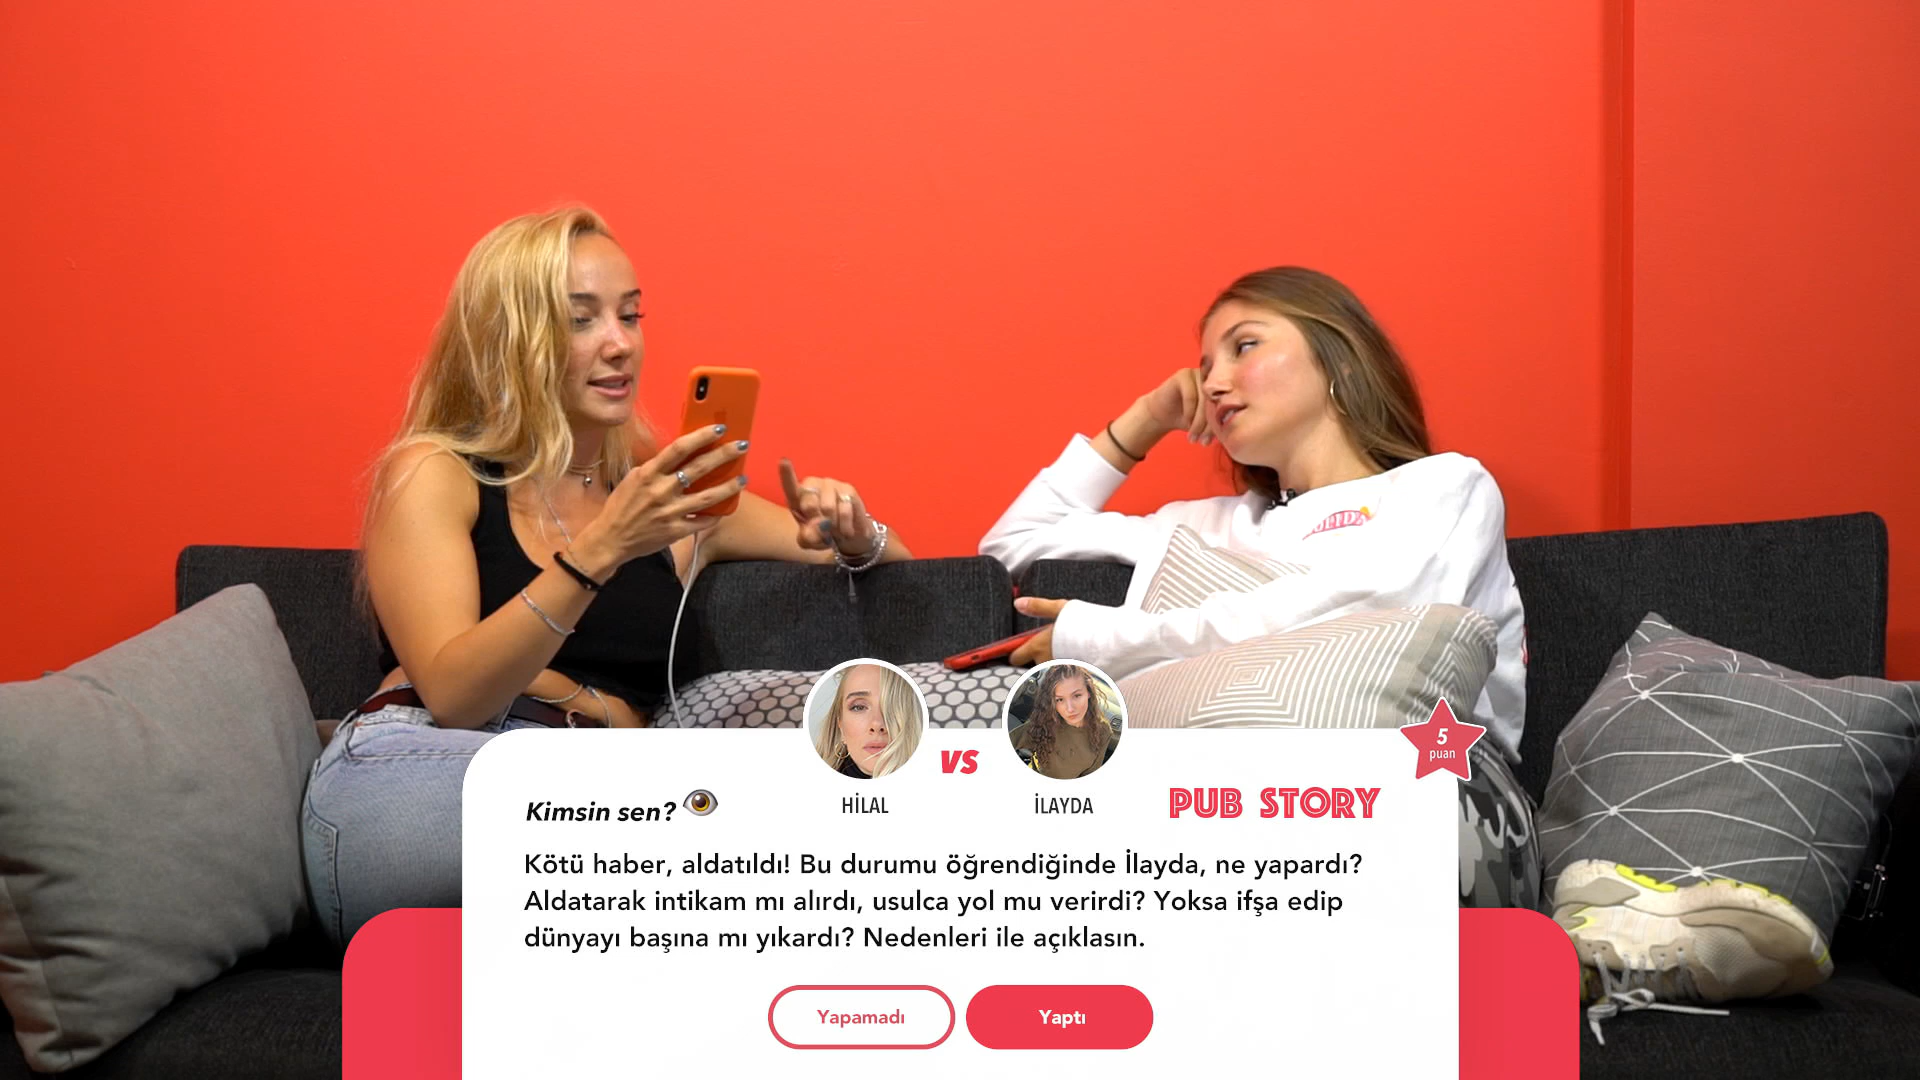 5
puan
VS
HİLAL
İLAYDA
Kimsin sen?
PUB STORY
Kötü haber, aldatıldı! Bu durumu öğrendiğinde İlayda, ne yapardı?
Aldatarak intikam mı alırdı, usulca yol mu verirdi? Yoksa ifşa edip
dünyayı başına mı yıkardı? Nedenleri ile açıklasın.
Yapamadı
Yaptı